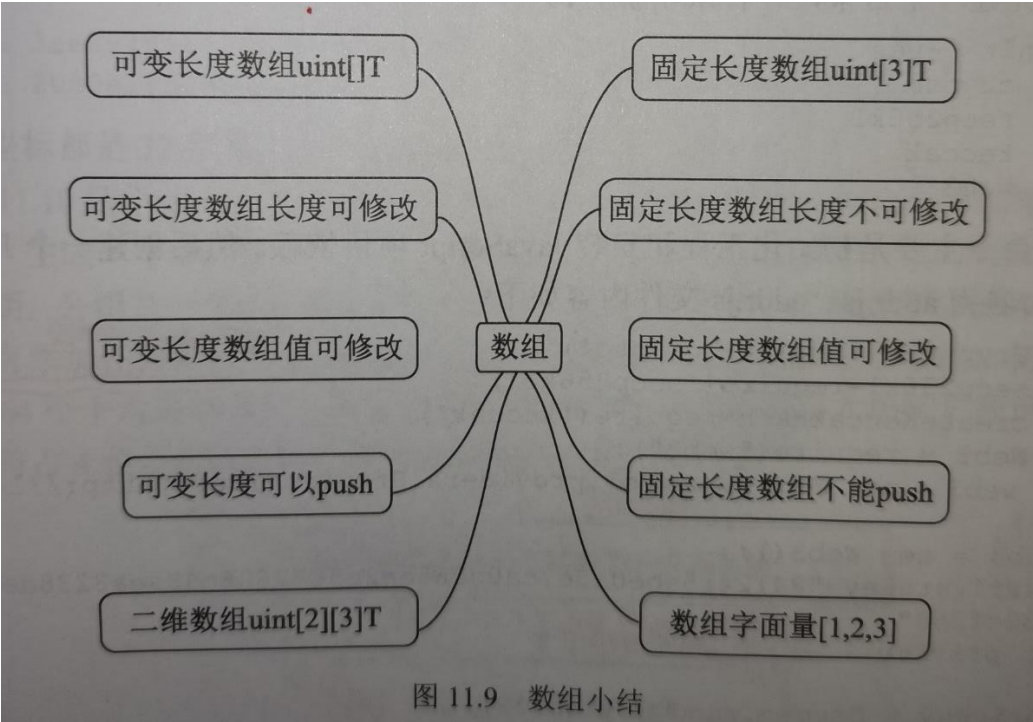 可变长度数组uint[]T
固定长度数组uint[3]T
可变长度数组长度可修改
固定长度数组长度不可修改
可变长度数组值可修改
数组
固定长度数组值可修改
可变长度可以push
固定长度数组不能push
二维数组uint[2][3]T
数组字面量[1,2,3]
图 11.9 数组小结